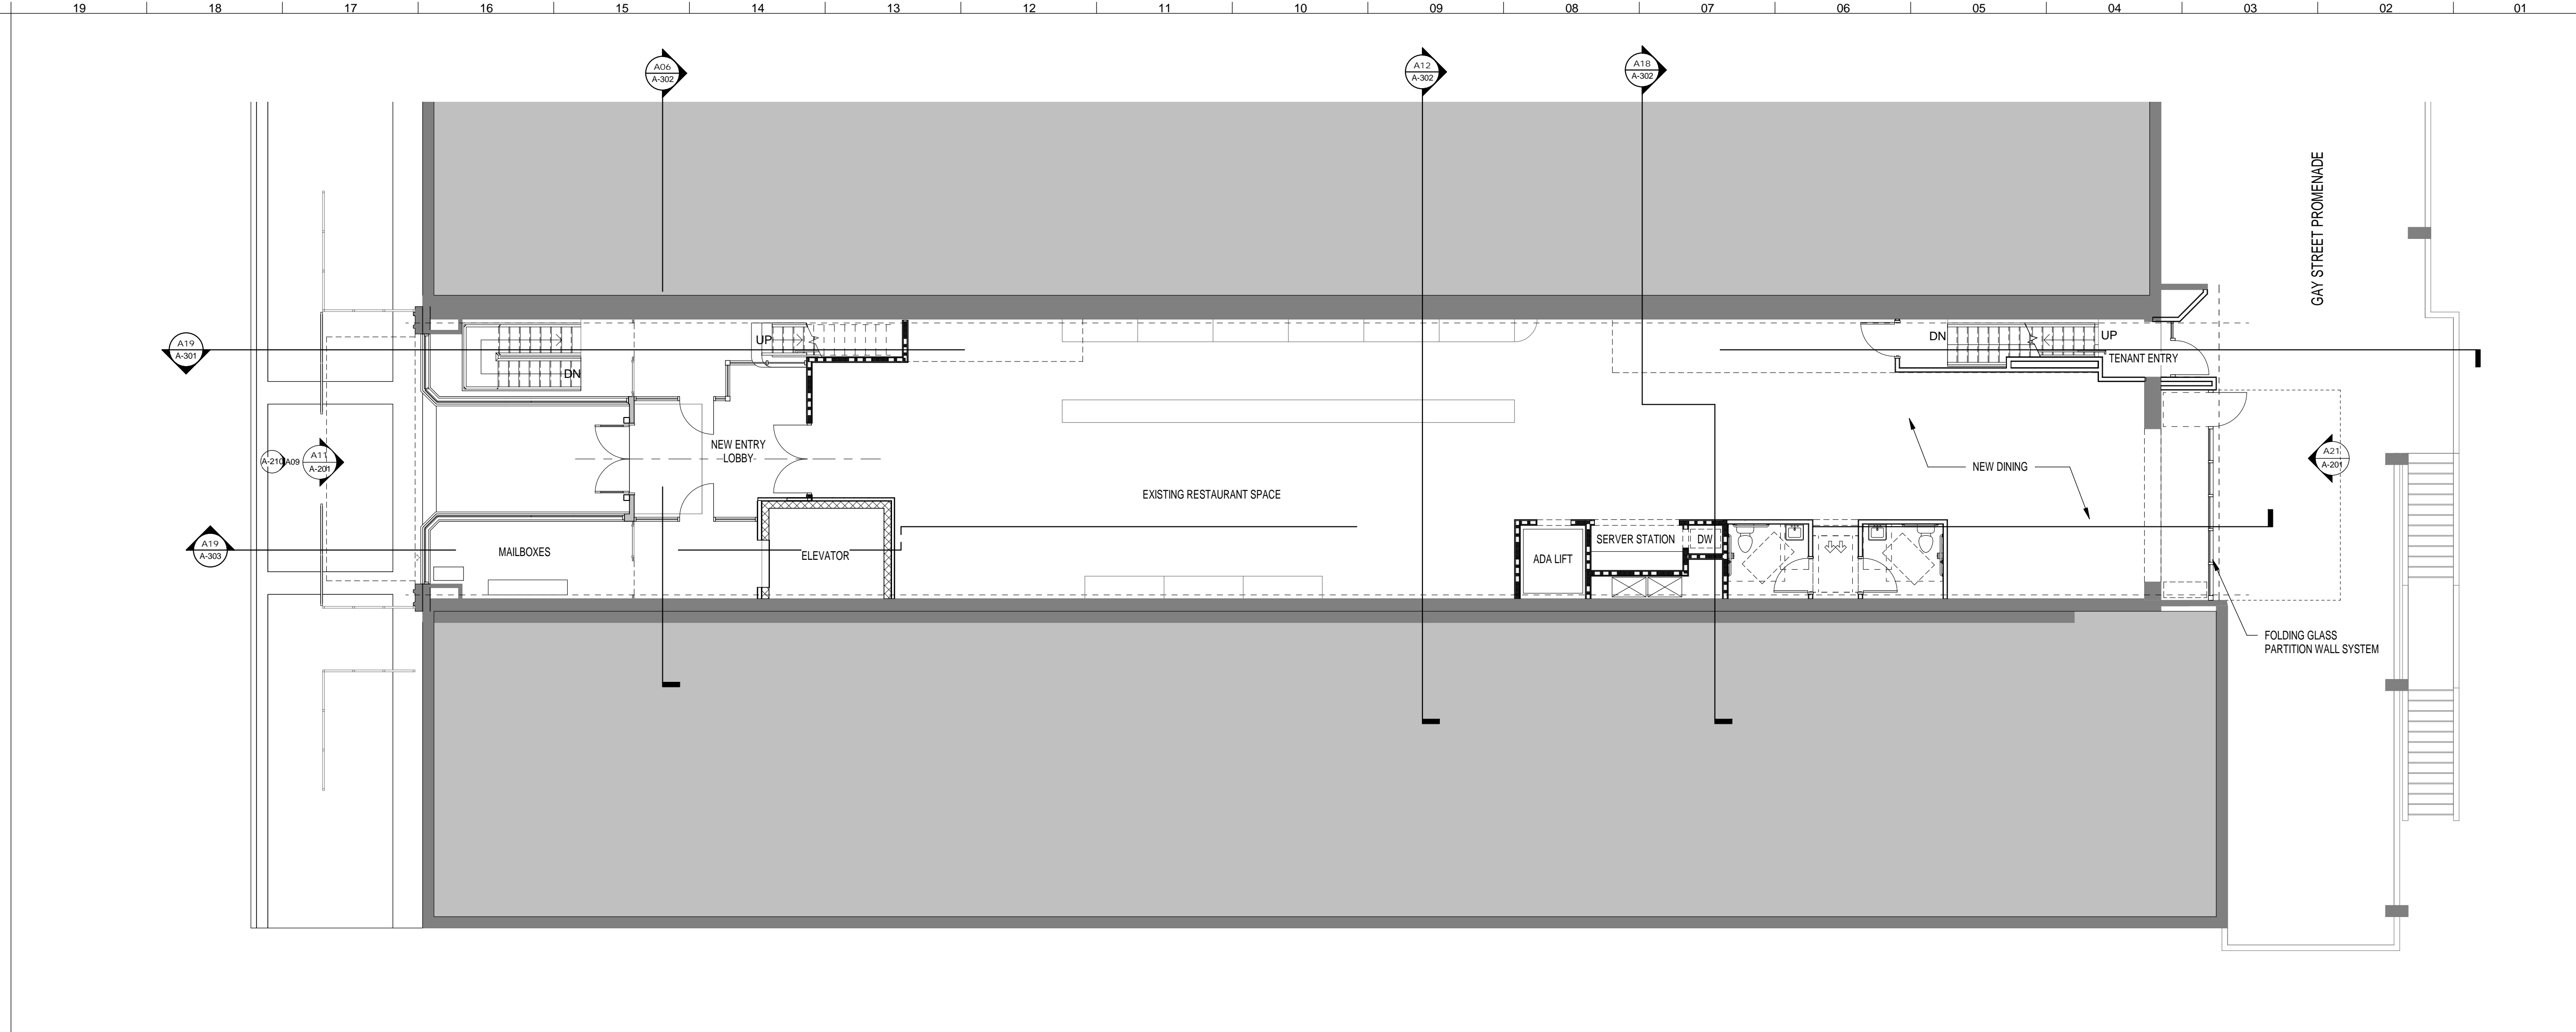 19 18 17 16 15 14 13 12 11 10 09 08 07 06 05 04 03 02 01
A06
A-302
A12
A-302
A18
A-302
GAY STREET PROMENADE
A19
A-301
UP
DN
DN
UP
TENANT ENTRY
NEW ENTRY
LOBBY
A-210
A09
A11
A-201
A21
A-201
NEW DINING
EXISTING RESTAURANT SPACE
A19
A-303
MAILBOXES
ELEVATOR
ADA LIFT
SERVER STATION
DW
FOLDING GLASS
PARTITION WALL SYSTEM